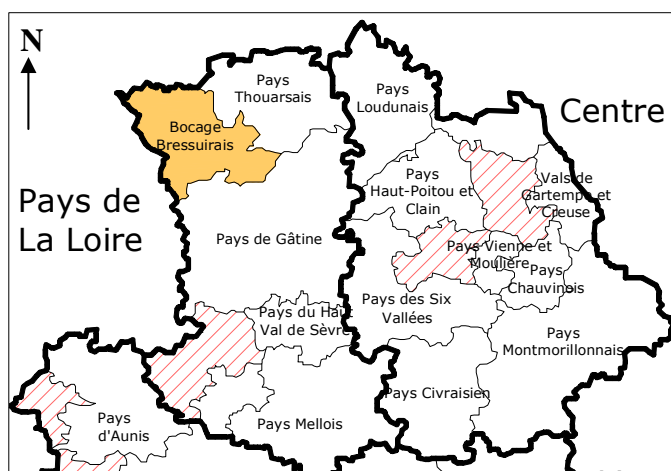 N
Pays
Thouarsais
Pays
Loudunais
Centre
Bocage
Bressuirais
Pays
Haut-Poitou et
Clain
Vals de
Gartempe et
Creuse
Pays de
La Loire
Pays de Gâtine
Pays Vienne et
Moulière
Pays
Chauvinois
Pays du Haut
Val de Sèvre
Pays des Six
Vallées
Pays
Montmorillonnais
Pays Civraisien
Pays
d'Aunis
Pays Mellois